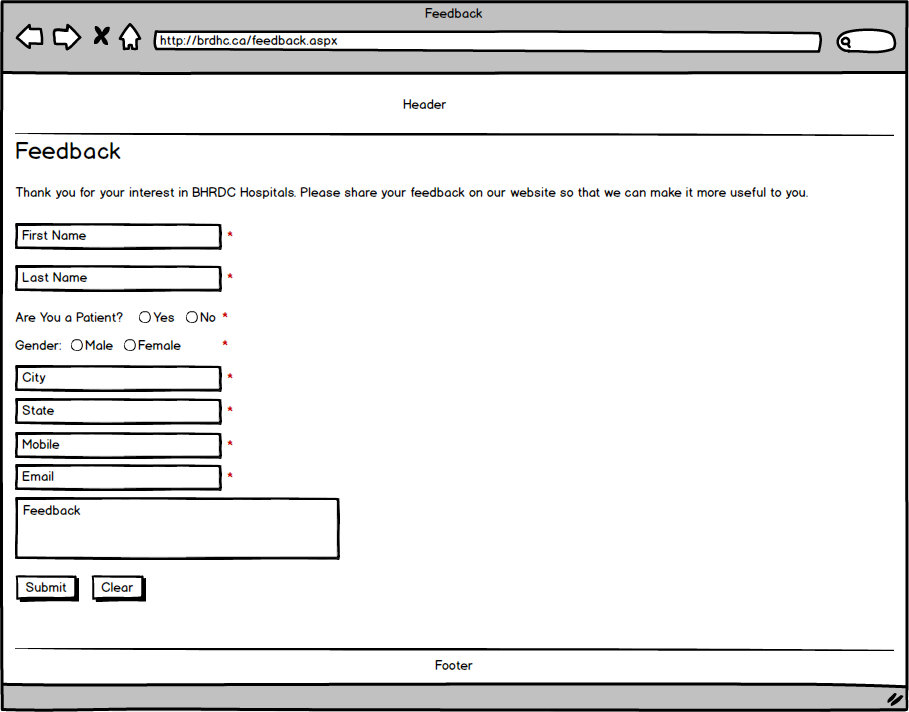 Feedback
http://brdhc.ca/feedback.aspx
Header
Feedback
Thank you for your interest in BHRDC Hospitals. Please share your feedback on our website so that we can make it more useful to you.
First Name *
Last Name *
Are You a Patient? Yes No *
Gender: Male Female *
City *
State *
Mobile *
Email *
Feedback
Submit Clear
Footer